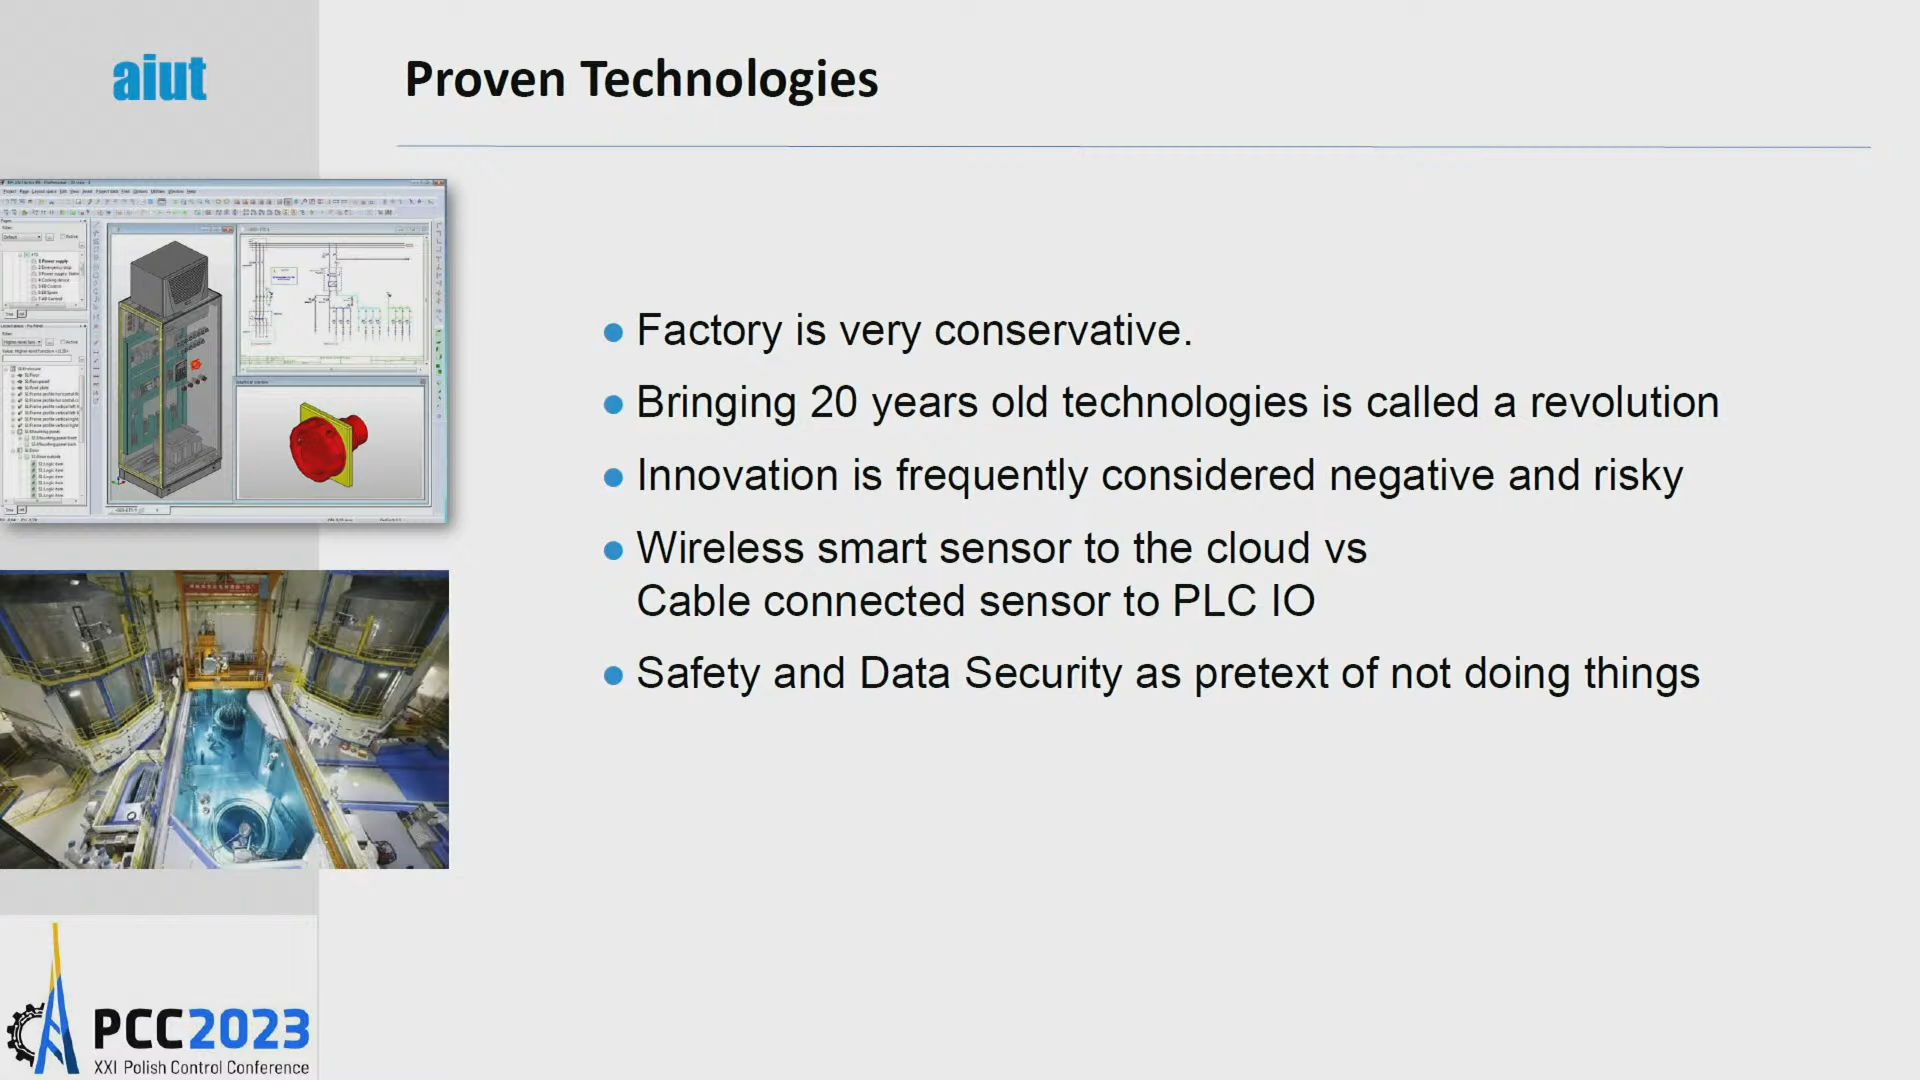 aiut
Proven Technologies
Factory is very conservative.
Bringing 20 years old technologies is called a revolution
Innovation is frequently considered negative and risky
Wireless smart sensor to the cloud vs
Cable connected sensor to PLC IO
Safety and Data Security as pretext of not doing things
PCC2023
XXI Polish Control Conference